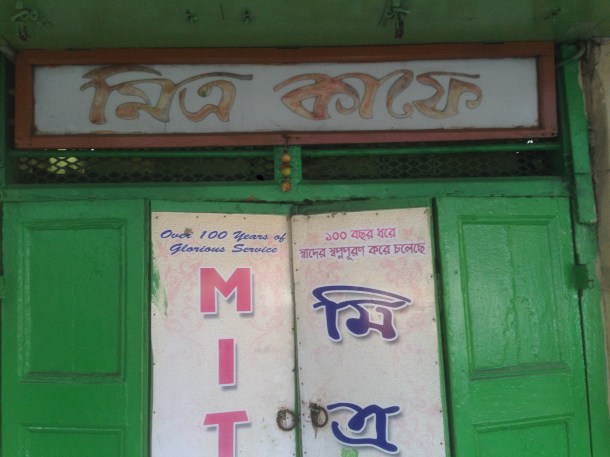 মিত্র কাফে
Over 100 Years of
Glorious Service
M
I
T
১০০ বছর ধরে
স্বাদের স্বপ্নপূরণ করে চলেছে
মি
ত্র